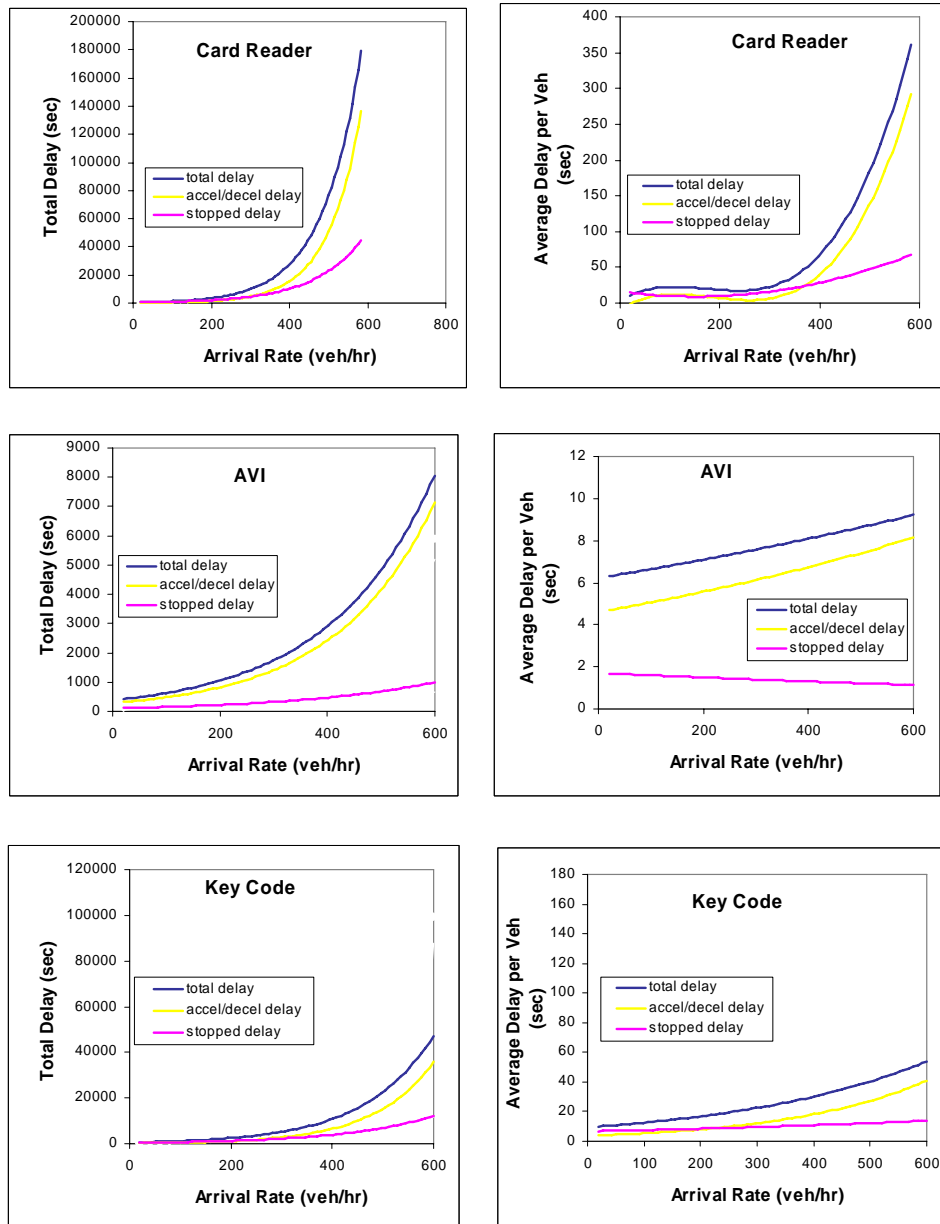 Card Reader
Total Delay (sec)
200000
180000
160000
140000
120000
100000
80000
60000
40000
20000
0
total delay
accel/decel delay
stopped delay
0 200 400 600 800
Arrival Rate (veh/hr)
Card Reader
Average Delay per Veh
(sec)
400
350
300
250
200
150
100
50
0
total delay
accel/decel delay
stopped delay
0 200 400 600
Arrival Rate (veh/hr)
AVI
Total Delay (sec)
9000
8000
7000
6000
5000
4000
3000
2000
1000
0
total delay
accel/decel delay
stopped delay
0 200 400 600
Arrival Rate (veh/hr)
AVI
Average Delay per Veh
(sec)
12
10
8
6
4
2
0
total delay
accel/decel delay
stopped delay
0 200 400 600
Arrival Rate (veh/hr)
Key Code
Total Delay (sec)
120000
100000
80000
60000
40000
20000
0
total delay
accel/decel delay
stopped delay
0 200 400 600
Arrival Rate (veh/hr)
Key Code
Average Delay per Veh
(sec)
180
160
140
120
100
80
60
40
20
0
total delay
accel/decel delay
stopped delay
0 100 200 300 400 500 600
Arrival Rate (veh/hr)